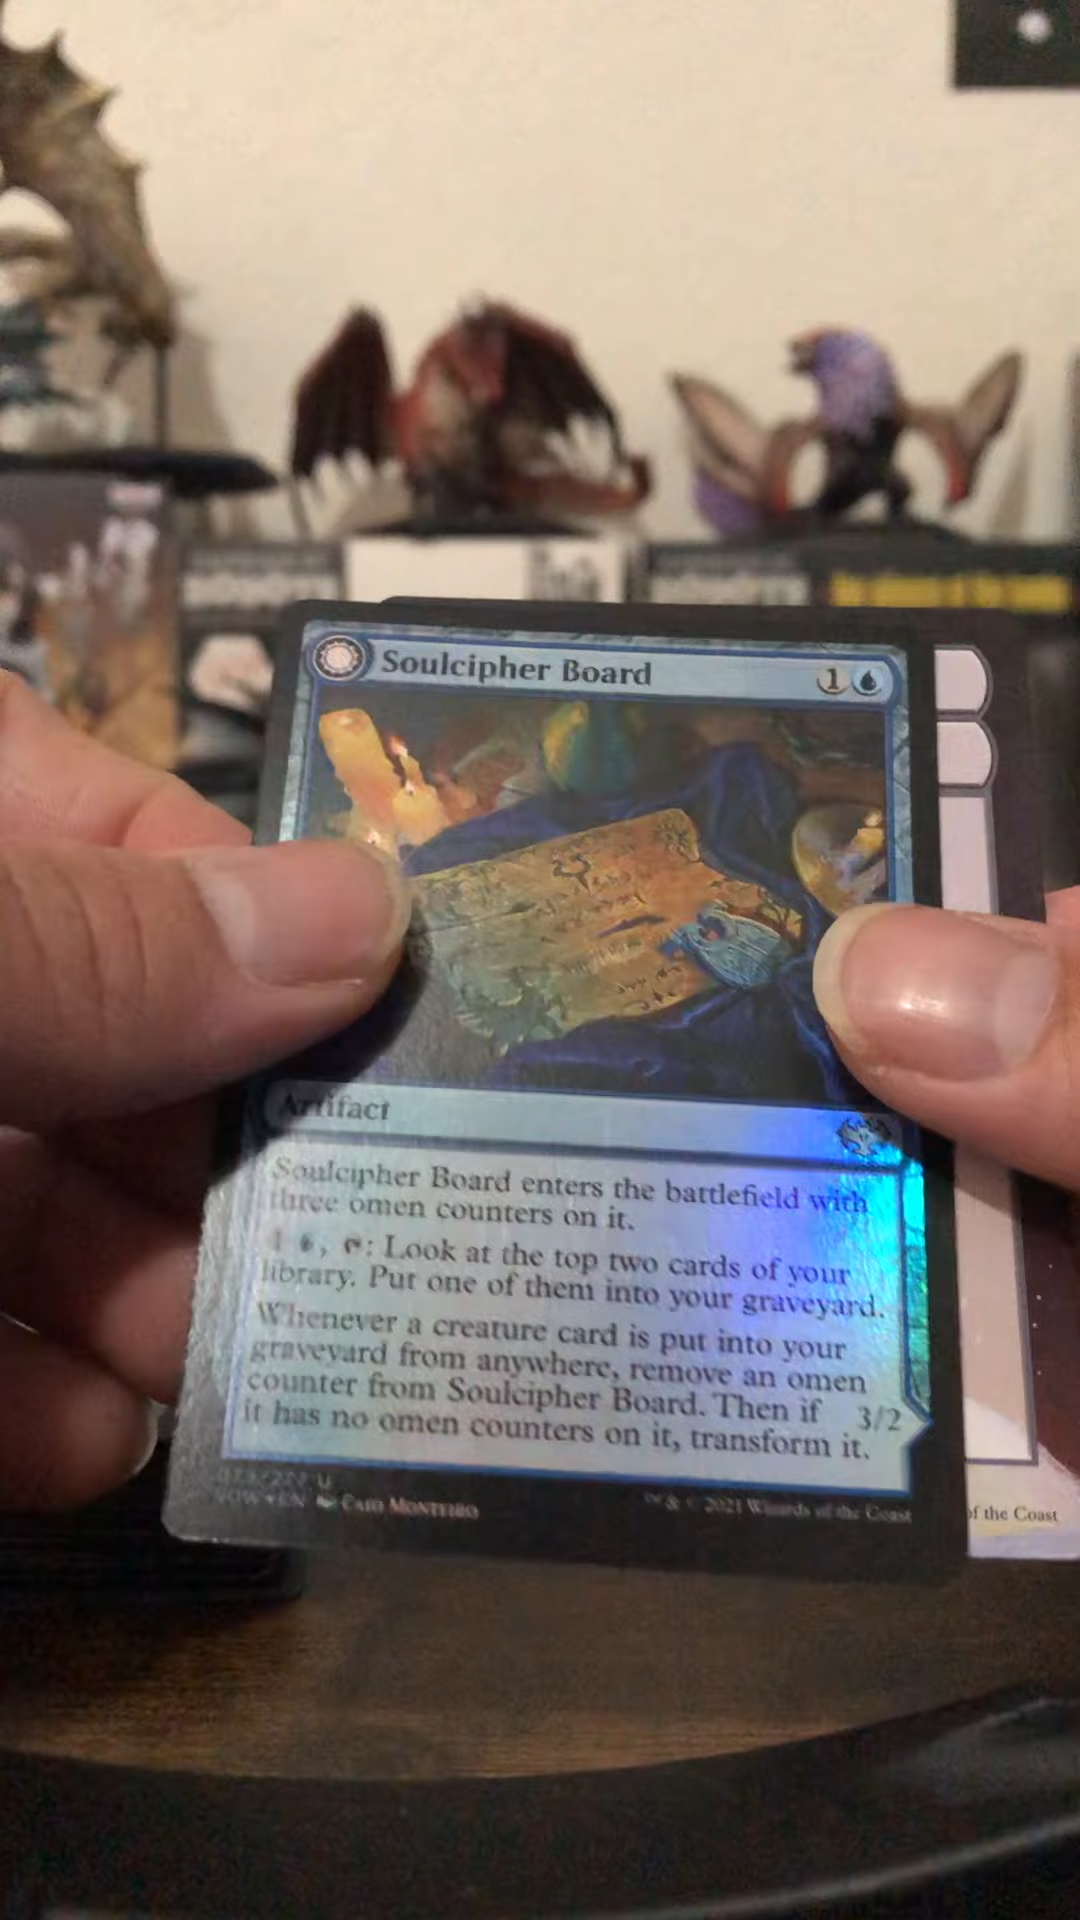 Soulcipher Board 1
Artifact
Soulcipher Board enters the battlefield with
three omen counters on it.
1 , : Look at the top two cards of your
library. Put one of them into your graveyard.
Whenever a creature card is put into your
graveyard from anywhere, remove an omen
counter from Soulcipher Board. Then if
it has no omen counters on it, transform it.
3/2
VOW EN Caio Monteiro
™ & © 2021 Wizards of the Coast
of the Coast